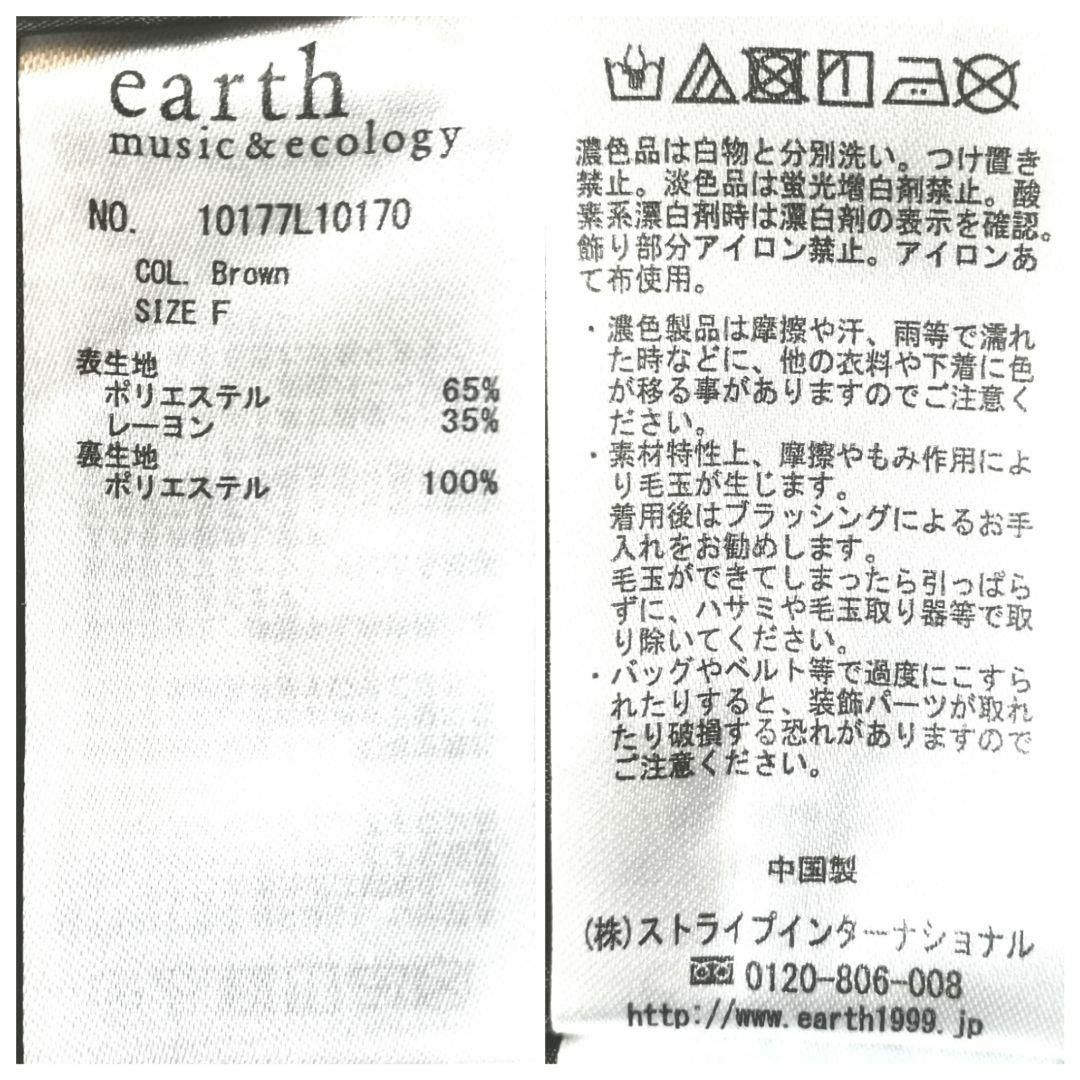 earth
music & ecology
NO. 10177L10170
COL. Brown
SIZE F
表生地
ポリエステル 65%
レーヨン 35%
裏生地
ポリエステル 100%
濃色品は白物と分別洗い。つけ置き
禁止。淡色品は蛍光増白剤禁止。酸
素系漂白剤時は漂白剤の表示を確認。
飾り部分アイロン禁止。アイロンあ
て布使用。
・濃色製品は摩擦や汗、雨等で濡れ
た時などに、他の衣料や下着に色
が移る事がありますのでご注意く
ださい。
・素材特性上、摩擦やもみ作用によ
り毛玉が生じます。
着用後はブラッシングによるお手
入れをお勧めします。
毛玉ができてしまったら引っぱら
ずに、ハサミや毛玉取り器等で取
り除いてください。
・バッグやベルト等で過度にこすら
れたりすると、装飾パーツが取れ
たり破損する恐れがありますので
ご注意ください。
中国製
(株)ストライプインターナショナル
0120-806-008
http://www.earth1999.jp